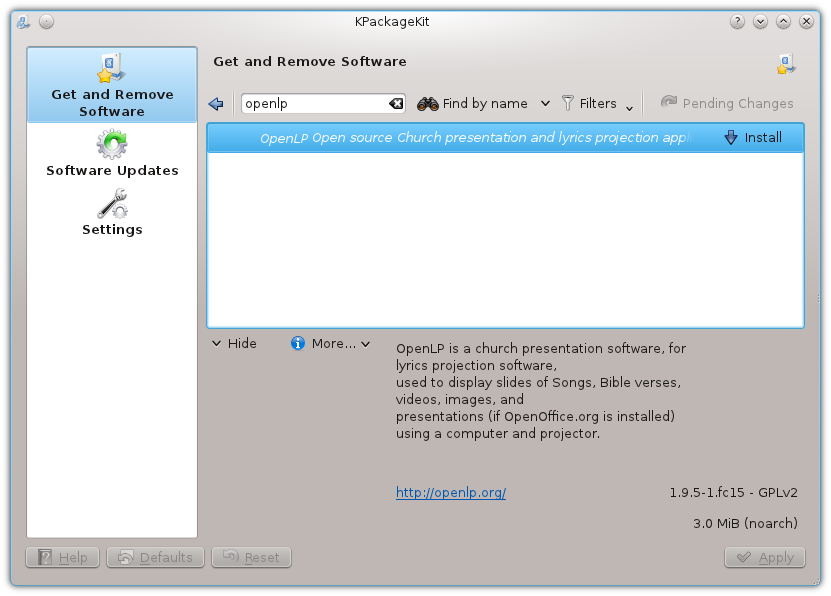 KPackageKit
Get and Remove
Software
Software Updates
Settings
Get and Remove Software
openlp
Find by name
Filters
Pending Changes
OpenLP Open source Church presentation and lyrics projection appl
Install
Hide
More...
OpenLP is a church presentation software, for
lyrics projection software,
used to display slides of Songs, Bible verses,
videos, images, and
presentations (if OpenOffice.org is installed)
using a computer and projector.
http://openlp.org/
1.9.5-1.fc15 - GPLv2
3.0 MiB (noarch)
Help
Defaults
Reset
Apply